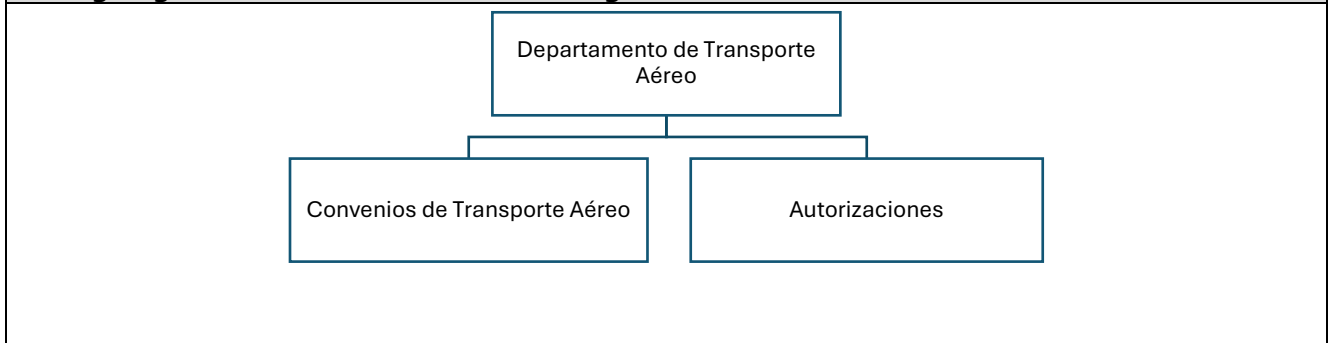 Departamento de Transporte
Aéreo
Convenios de Transporte Aéreo
Autorizaciones